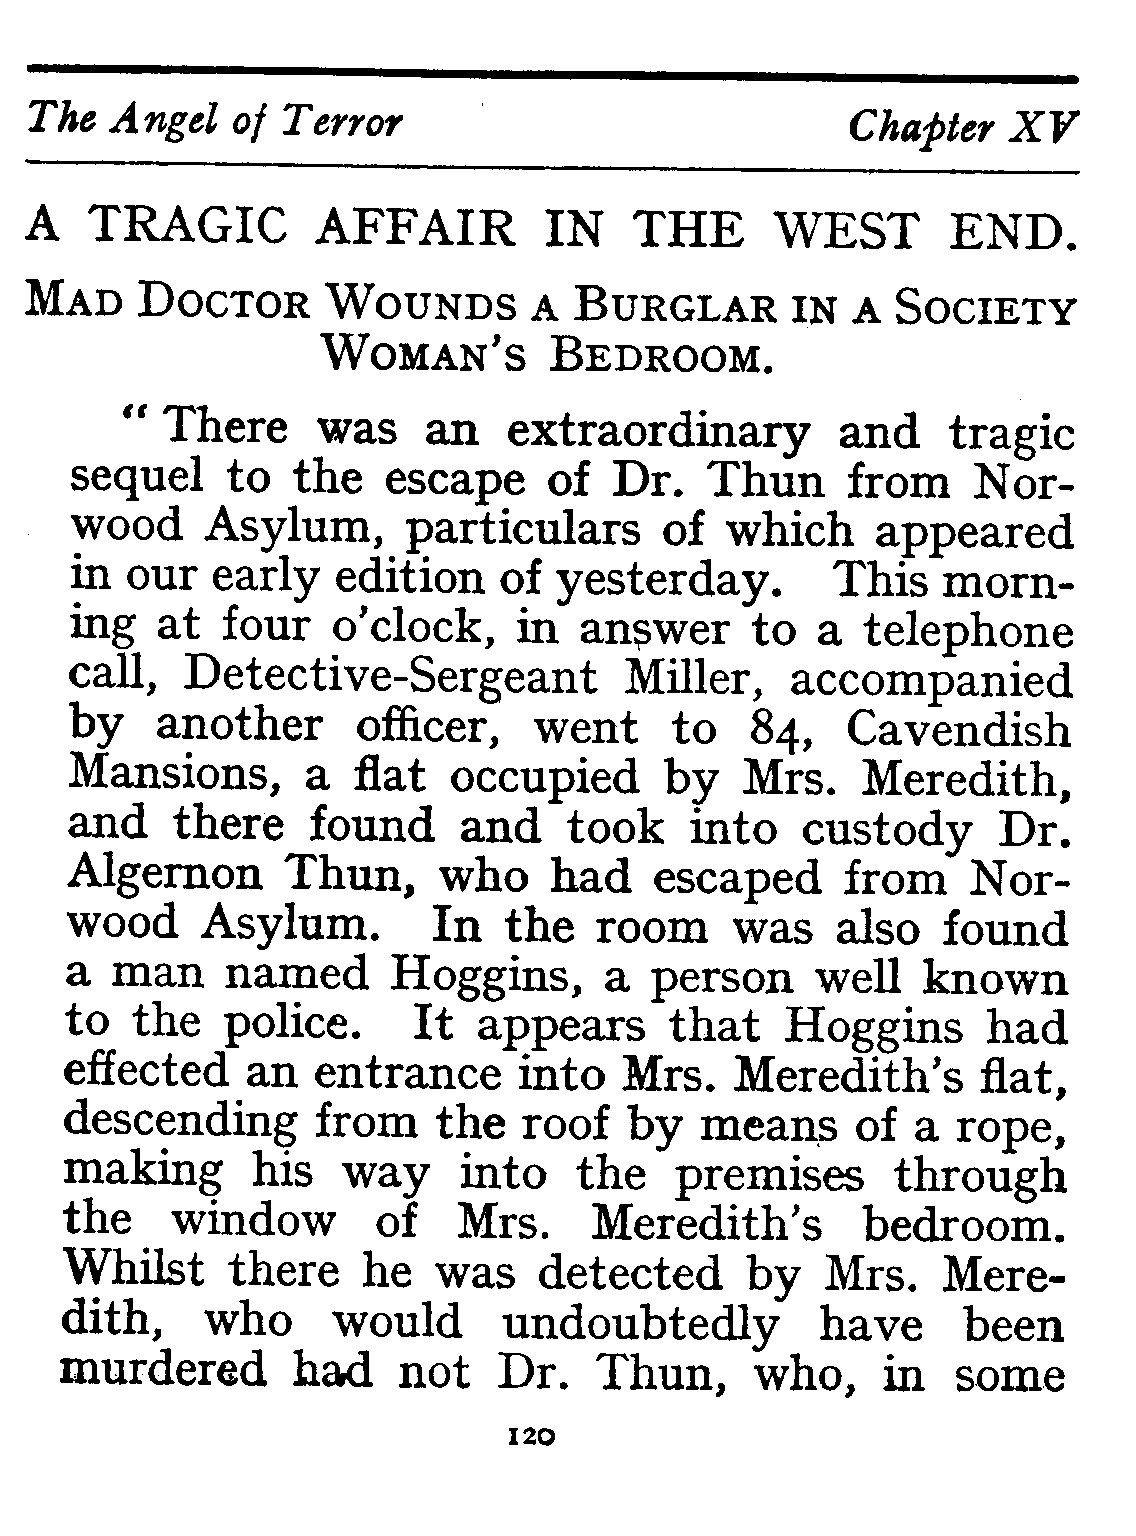 The Angel of Terror Chapter XV
A TRAGIC AFFAIR IN THE WEST END.
MAD DOCTOR WOUNDS A BURGLAR IN A SOCIETY
WOMAN'S BEDROOM.
“ There was an extraordinary and tragic
sequel to the escape of Dr. Thun from Nor-
wood Asylum, particulars of which appeared
in our early edition of yesterday. This morn-
ing at four o'clock, in answer to a telephone
call, Detective-Sergeant Miller, accompanied
by another officer, went to 84, Cavendish
Mansions, a flat occupied by Mrs. Meredith,
and there found and took into custody Dr.
Algernon Thun, who had escaped from Nor-
wood Asylum. In the room was also found
a man named Hoggins, a person well known
to the police. It appears that Hoggins had
effected an entrance into Mrs. Meredith's flat,
descending from the roof by means of a rope,
making his way into the premises through
the window of Mrs. Meredith's bedroom.
Whilst there he was detected by Mrs. Mere-
dith, who would undoubtedly have been
murdered had not Dr. Thun, who, in some
120